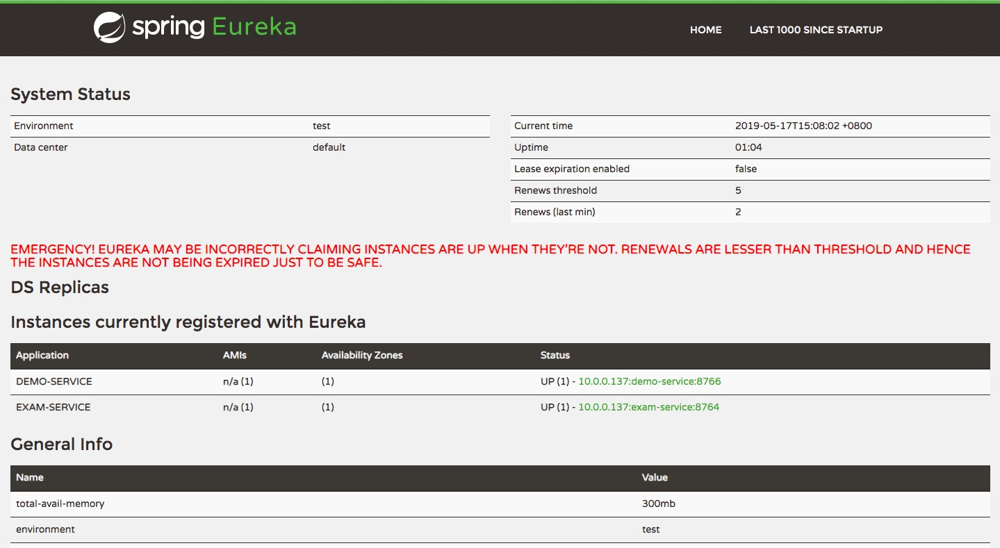 spring Eureka
HOME LAST 1000 SINCE STARTUP
System Status
Environment test
Data center default
Current time 2019-05-17T15:08:02 +0800
Uptime 01:04
Lease expiration enabled false
Renews threshold 5
Renews (last min) 2
EMERGENCY! EUREKA MAY BE INCORRECTLY CLAIMING INSTANCES ARE UP WHEN THEY'RE NOT. RENEWALS ARE LESSER THAN THRESHOLD AND HENCE
THE INSTANCES ARE NOT BEING EXPIRED JUST TO BE SAFE.
DS Replicas
Instances currently registered with Eureka
Application AMIs Availability Zones Status
DEMO-SERVICE n/a (1) (1) UP (1) - 10.0.0.137:demo-service:8766
EXAM-SERVICE n/a (1) (1) UP (1) - 10.0.0.137:exam-service:8764
General Info
Name Value
total-avail-memory 300mb
environment test